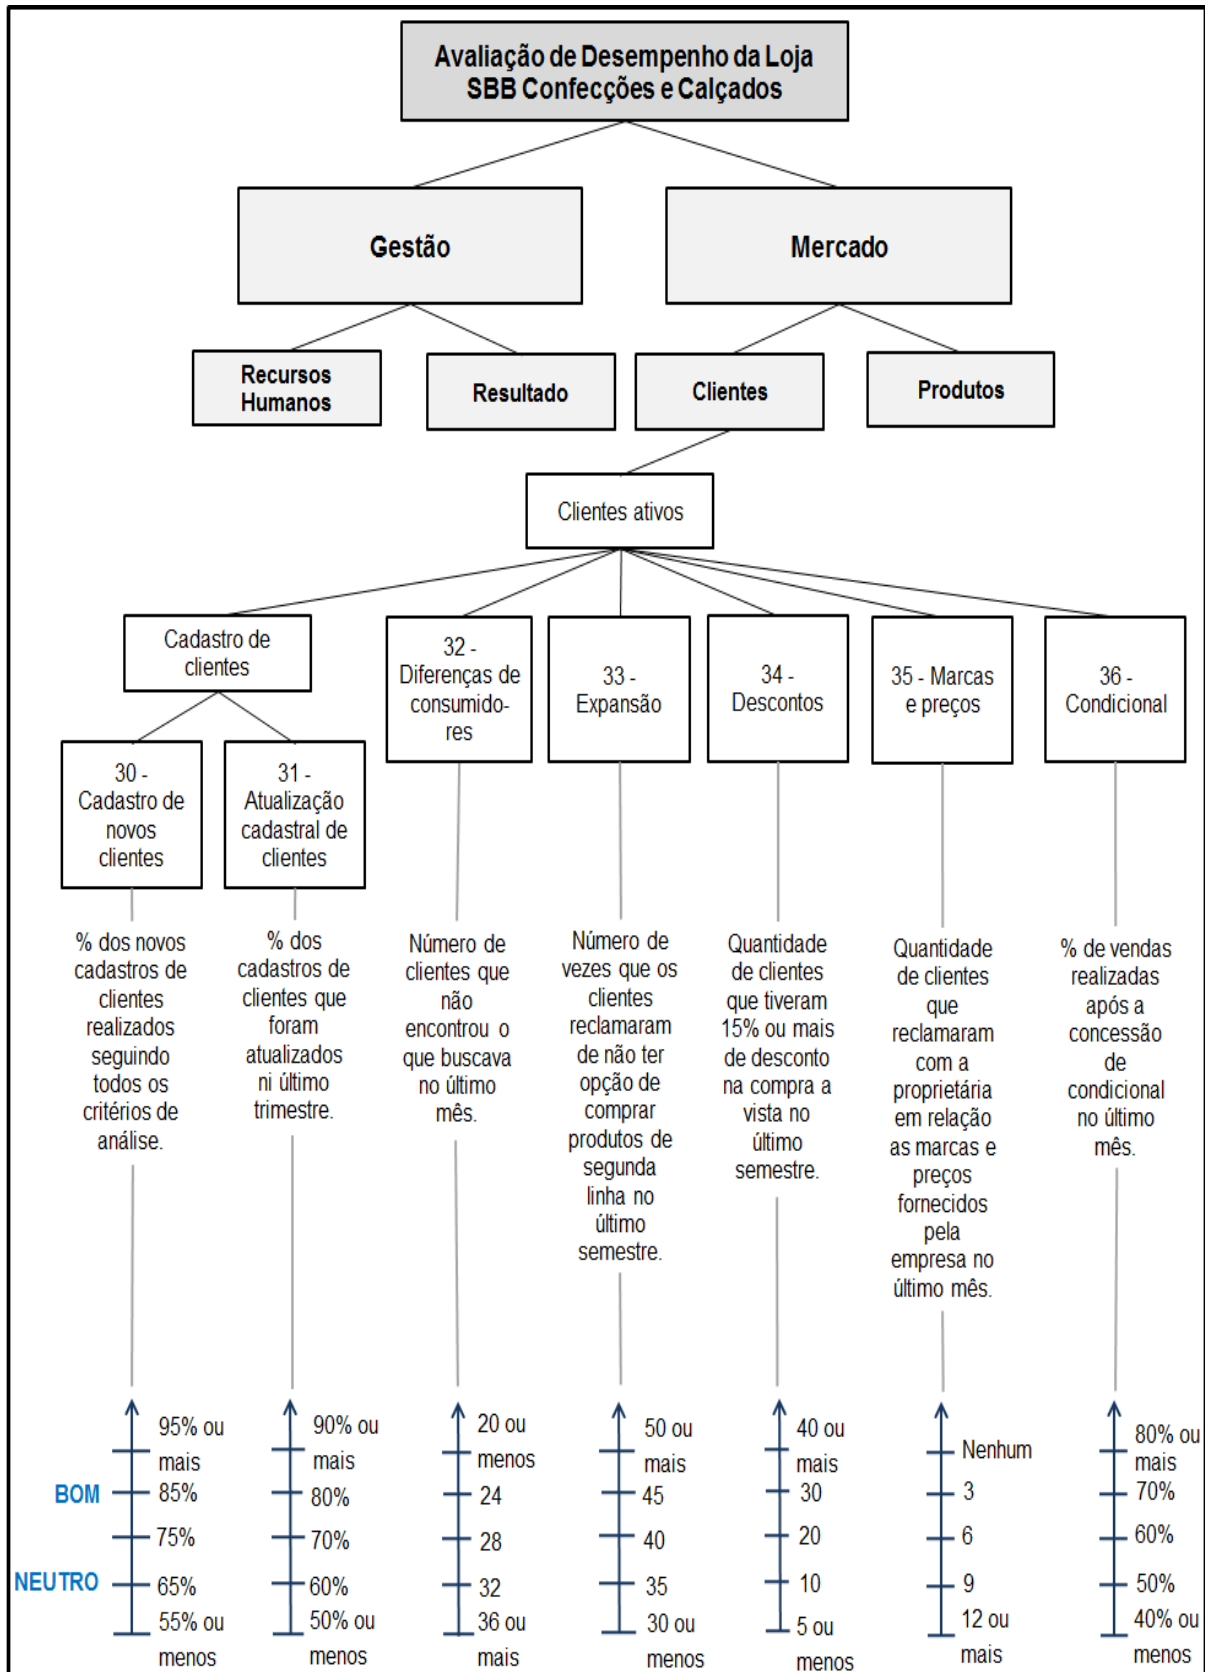 Avaliação de Desempenho da Loja
SBB Confecções e Calçados
Gestão
Mercado
Recursos
Humanos
Resultado
Clientes
Produtos
Clientes ativos
Cadastro de
clientes
32 -
Diferenças de
consumido-
res
33 -
Expansão
34 -
Descontos
35 - Marcas
e preços
36 -
Condicional
30 -
Cadastro de
novos
clientes
31 -
Atualização
cadastral de
clientes
% dos novos
cadastros de
clientes
realizados
seguindo
todos os
critérios de
análise.
% dos
cadastros de
clientes que
foram
atualizados
ni último
trimestre.
Número de
clientes que
não
encontrou o
que buscava
no último
mês.
Número de
vezes que os
clientes
reclamaram
de não ter
opção de
comprar
produtos de
segunda
linha no
último
semestre.
Quantidade
de clientes
que tiveram
15% ou mais
de desconto
na compra a
vista no
último
semestre.
Quantidade
de clientes
que
reclamaram
com a
proprietária
em relação
as marcas e
preços
fornecidos
pela
empresa no
último mês.
% de vendas
realizadas
após a
concessão
de
condicional
no último
mês.
BOM
NEUTRO
95% ou
mais
85%
75%
65%
55% ou
menos
90% ou
mais
80%
70%
60%
50% ou
menos
20 ou
menos
24
28
32
36 ou
mais
50 ou
mais
45
40
35
30 ou
menos
40 ou
mais
30
20
10
5 ou
menos
Nenhum
3
6
9
12 ou
mais
80% ou
mais
70%
60%
50%
40% ou
menos